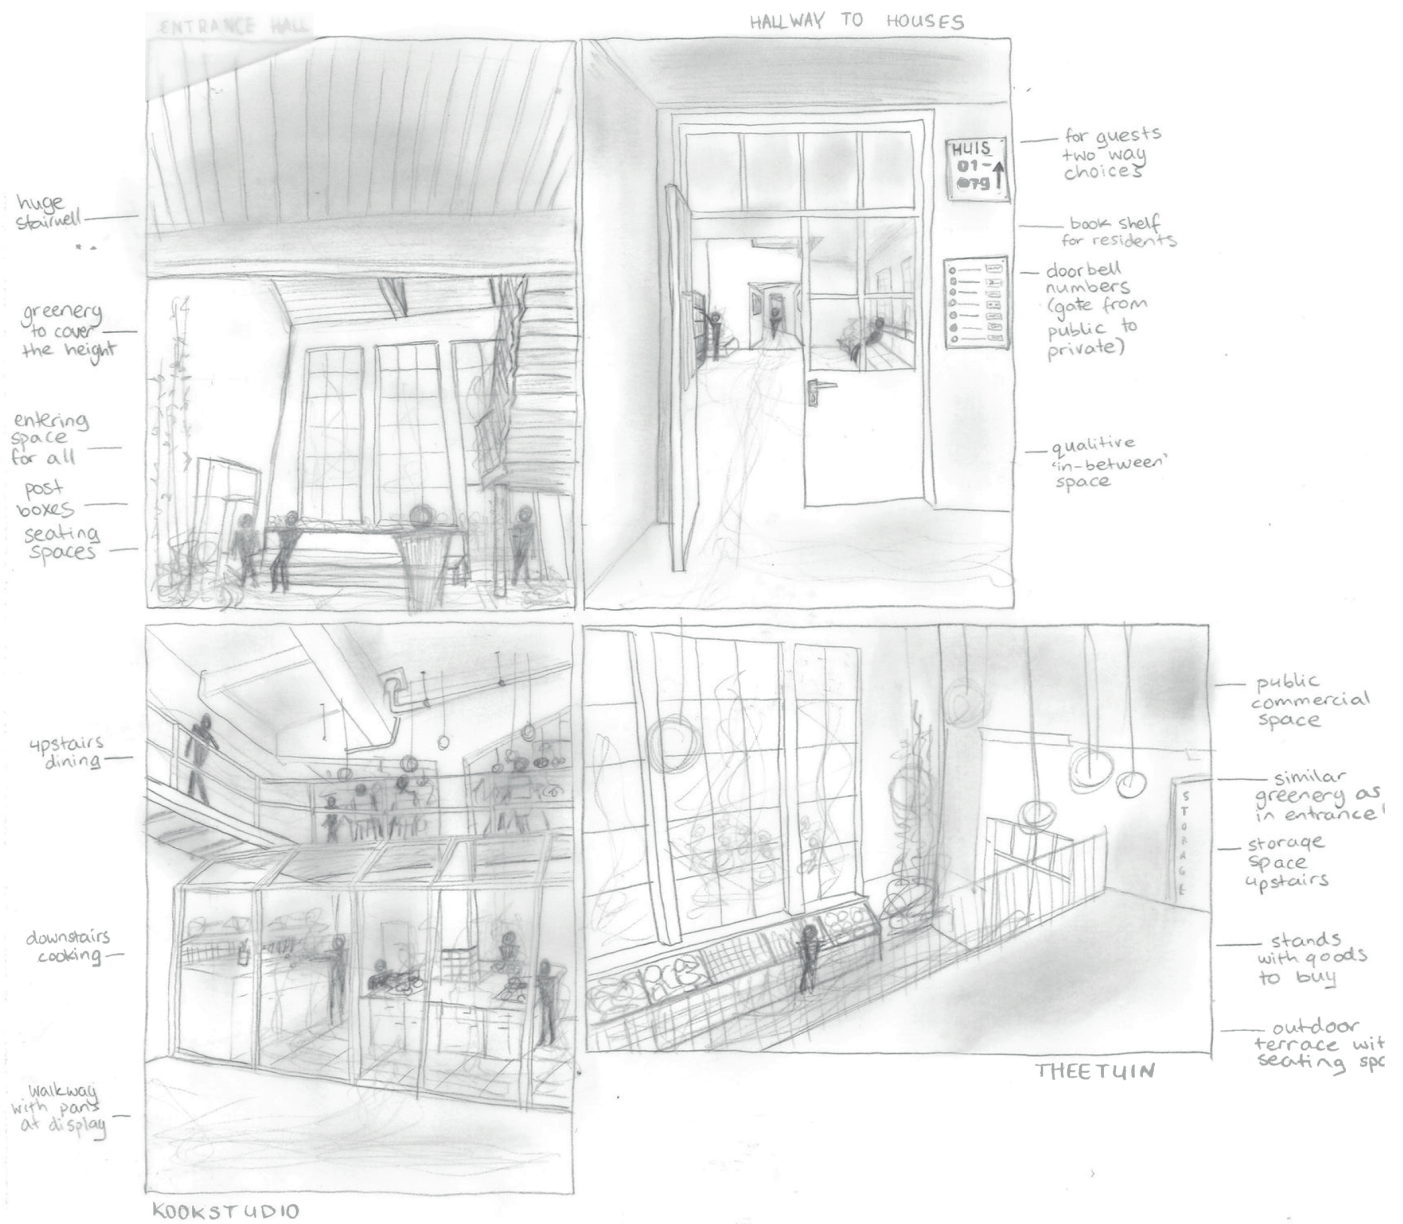 ENTRANCE HALL
HALLWAY TO HOUSES
huge
stairwell
greenery
to cover
the height
entering
space
for all
post
boxes
seating
spaces
HUIS
01-
079
for guests
two way
choices
book shelf
for residents
doorbell
numbers
(gate from
public to
private)
qualitive
'in-between'
space
upstairs
dining
downstairs
cooking
walkway
with pans
at display
KOOKSTUDIO
STORAGE
public
commercial
space
similar
greenery as
in entrance
storage
space
upstairs
stands
with goods
to buy
outdoor
terrace wit
seating spc
THEETUIN